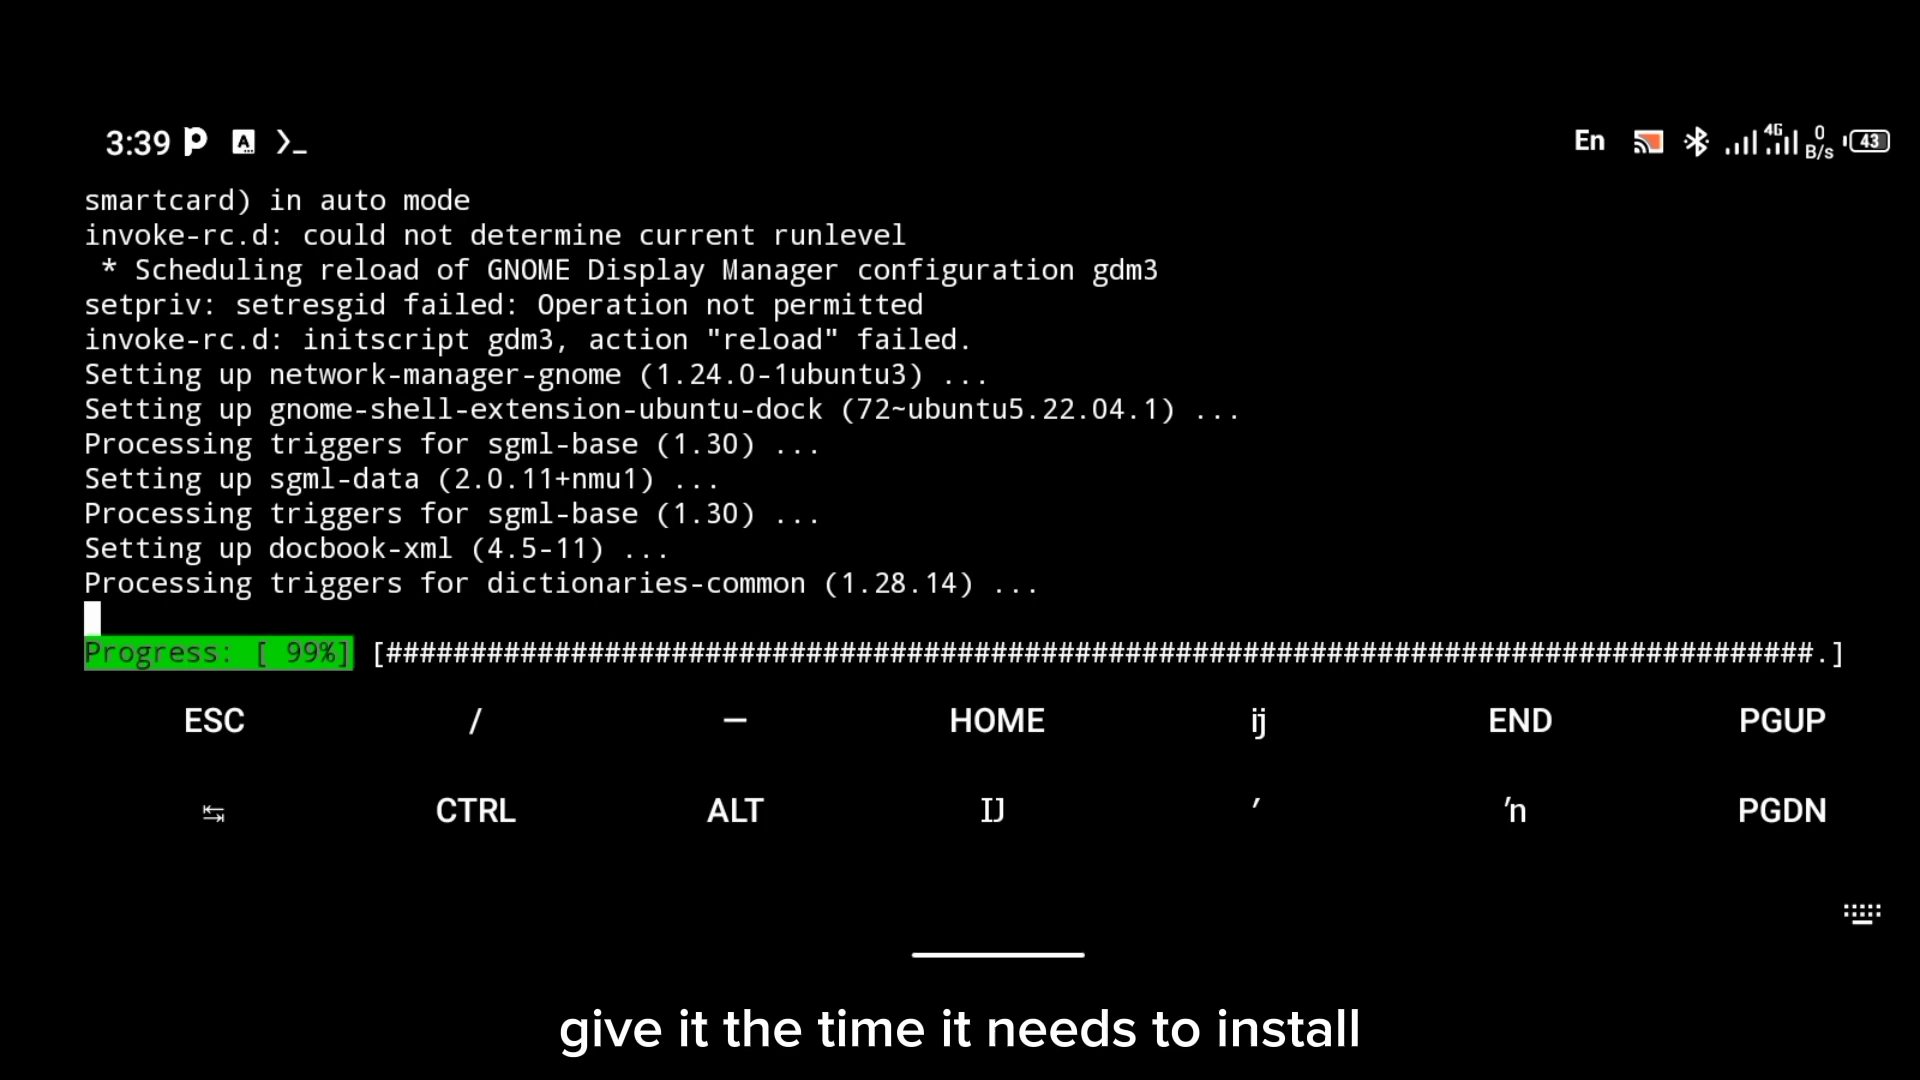 3:39
En 4G 0 B/s 43
smartcard) in auto mode
invoke-rc.d: could not determine current runlevel
 * Scheduling reload of GNOME Display Manager configuration gdm3
setpriv: setresgid failed: Operation not permitted
invoke-rc.d: initscript gdm3, action "reload" failed.
Setting up network-manager-gnome (1.24.0-1ubuntu3) ...
Setting up gnome-shell-extension-ubuntu-dock (72~ubuntu5.22.04.1) ...
Processing triggers for sgml-base (1.30) ...
Setting up sgml-data (2.0.11+nmu1) ...
Processing triggers for sgml-base (1.30) ...
Setting up docbook-xml (4.5-11) ...
Processing triggers for dictionaries-common (1.28.14) ...
Progress: [ 99%] [#####################################################################################.]
ESC / — HOME ĳ END PGUP
↹ CTRL ALT Ĳ ′ ŉ PGDN
give it the time it needs to install